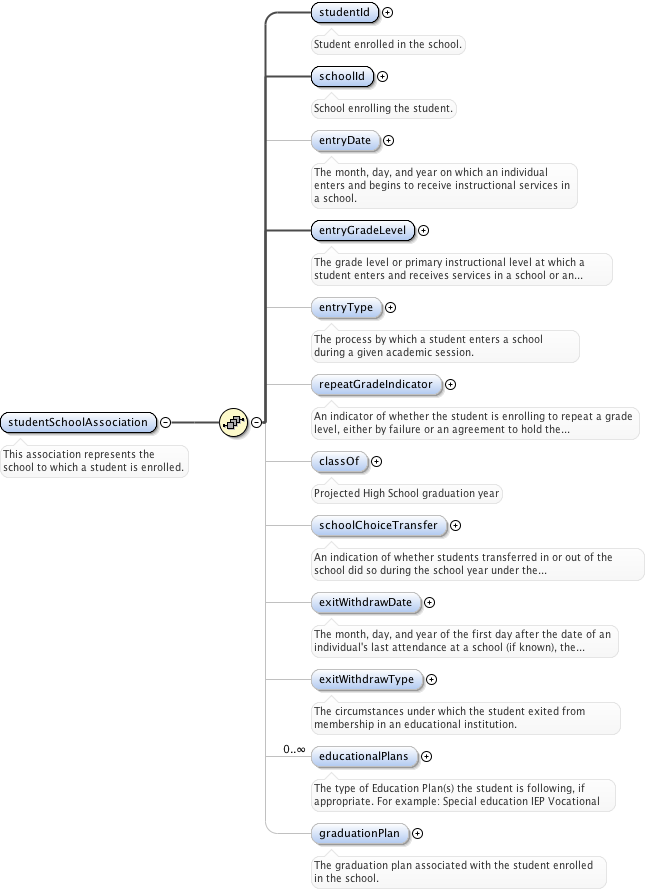 studentId
Student enrolled in the school.
schoolId
School enrolling the student.
entryDate
The month, day, and year on which an individual
enters and begins to receive instructional services in
a school.
entryGradeLevel
The grade level or primary instructional level at which a
student enters and receives services in a school or an...
entryType
The process by which a student enters a school
during a given academic session.
repeatGradeIndicator
An indicator of whether the student is enrolling to repeat a grade
level, either by failure or an agreement to hold the...
studentSchoolAssociation
This association represents the
school to which a student is enrolled.
classOf
Projected High School graduation year
schoolChoiceTransfer
An indication of whether students transferred in or out of the
school did so during the school year under the...
exitWithdrawDate
The month, day, and year of the first day after the date of an
individual's last attendance at a school (if known), the...
exitWithdrawType
The circumstances under which the student exited from
membership in an educational institution.
0..∞
educationalPlans
The type of Education Plan(s) the student is following, if
appropriate. For example: Special education IEP Vocational
graduationPlan
The graduation plan associated with the student enrolled
in the school.